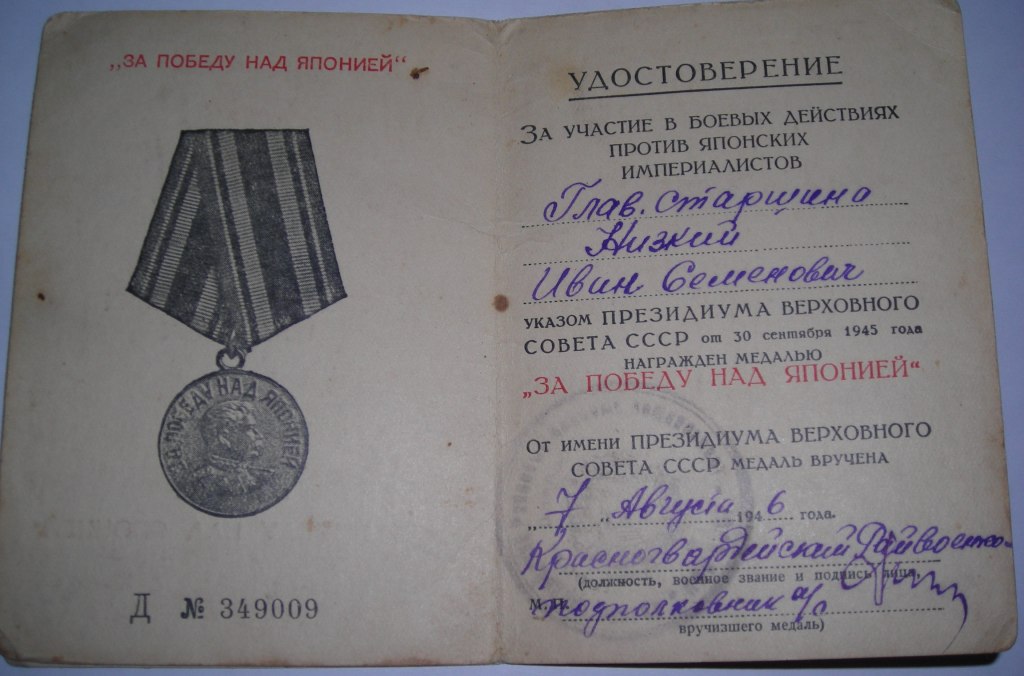 „ЗА ПОБЕДУ НАД ЯПОНИЕЙ“
ЗА ПОБЕДУ НАД ЯПОНИЕЙ
Д № 349009
УДОСТОВЕРЕНИЕ
ЗА УЧАСТИЕ В БОЕВЫХ ДЕЙСТВИЯХ
ПРОТИВ ЯПОНСКИХ
ИМПЕРИАЛИСТОВ
Глав. старшина
Низкий
Иван Семенович
УКАЗОМ ПРЕЗИДИУМА ВЕРХОВНОГО
СОВЕТА СССР от 30 сентября 1945 года
НАГРАЖДЕН МЕДАЛЬЮ
„ЗА ПОБЕДУ НАД ЯПОНИЕЙ“
ОТ ИМЕНИ ПРЕЗИДИУМА ВЕРХОВНОГО
СОВЕТА СССР МЕДАЛЬ ВРУЧЕНА
„7„ Августа 1946 года.
Красногвардейский Райвоенко-
(должность, военное звание и подпись лица,
М.П. подполковник а/с
вручившего медаль)